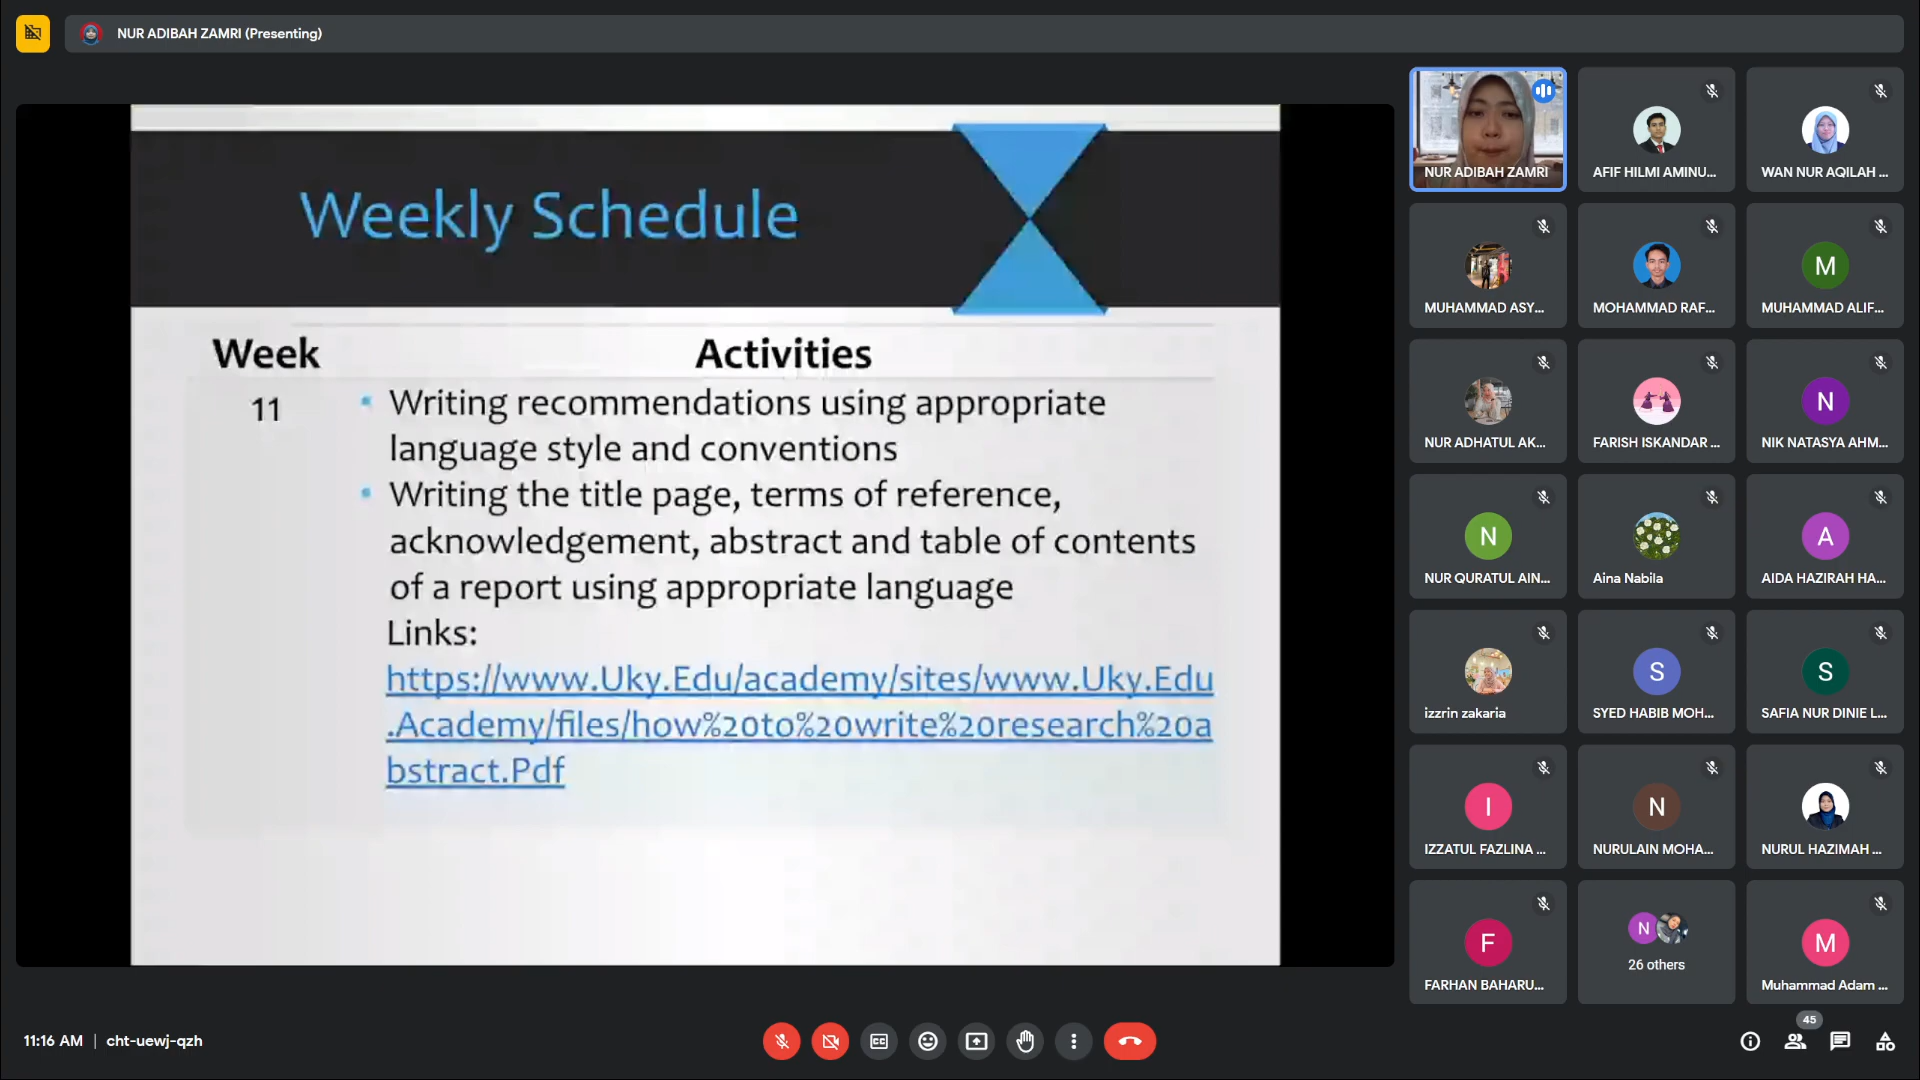 NUR ADIBAH ZAMRI (Presenting)
Weekly Schedule
Week
Activities
11
• Writing recommendations using appropriate
language style and conventions
• Writing the title page, terms of reference,
acknowledgement, abstract and table of contents
of a report using appropriate language
Links:
https://www.Uky.Edu/academy/sites/www.Uky.Edu
.Academy/files/how%20to%20write%20research%20a
bstract.Pdf
NUR ADIBAH ZAMRI
AFIF HILMI AMINU...
WAN NUR AQILAH ...
MUHAMMAD ASY...
MOHAMMAD RAF...
M
MUHAMMAD ALIF...
NUR ADHATUL AK...
FARISH ISKANDAR ...
N
NIK NATASYA AHM...
N
NUR QURATUL AIN...
Aina Nabila
A
AIDA HAZIRAH HA...
izzrin zakaria
S
SYED HABIB MOH...
S
SAFIA NUR DINIE L...
I
IZZATUL FAZLINA ...
N
NURULAIN MOHA...
NURUL HAZIMAH ...
F
FARHAN BAHARU...
N
26 others
M
Muhammad Adam ...
11:16 AM | cht-uewj-qzh
CC
45